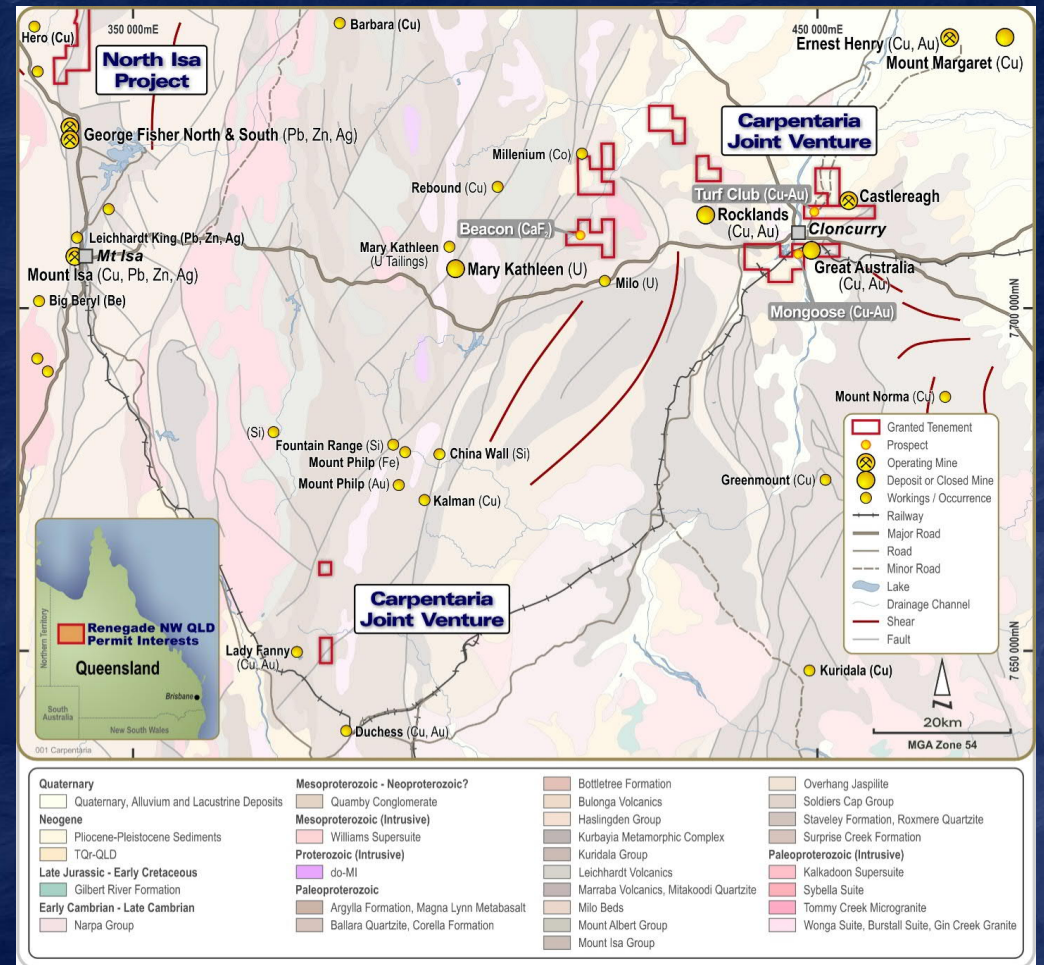 350 000mE
450 000mE
Hero (Cu)
Barbara (Cu)
Ernest Henry (Cu, Au)
Mount Margaret (Cu)
North Isa
Project
George Fisher North & South (Pb, Zn, Ag)
Carpentaria
Joint Venture
Millenium (Co)
Rebound (Cu)
Turf Club (Cu-Au)
Castlereagh
Rocklands
(Cu, Au)
Cloncurry
Beacon (CaF₂)
Leichhardt King (Pb, Zn, Ag)
Mt Isa
Mount Isa (Cu, Pb, Zn, Ag)
Mary Kathleen
(U Tailings)
Mary Kathleen (U)
Milo (U)
Great Australia
(Cu, Au)
Big Beryl (Be)
Mongoose (Cu-Au)
7 700 000mN
Mount Norma (Cu)
(Si)
Fountain Range (Si)
Mount Philp (Fe)
China Wall (Si)
Mount Philp (Au)
Kalman (Cu)
Greenmount (Cu)
Granted Tenement
Prospect
Operating Mine
Deposit or Closed Mine
Workings / Occurrence
Railway
Major Road
Road
Minor Road
Lake
Drainage Channel
Shear
Fault
Carpentaria
Joint Venture
Lady Fanny
(Cu, Au)
Kuridala (Cu)
7 650 000mN
Duchess (Cu, Au)
N
20km
MGA Zone 54
Northern Territory
Renegade NW QLD
Permit Interests
Queensland
Brisbane
South
Australia
New South Wales
001 Carpentaria
Quaternary
Quaternary, Alluvium and Lacustrine Deposits
Neogene
Pliocene-Pleistocene Sediments
TQr-QLD
Late Jurassic - Early Cretaceous
Gilbert River Formation
Early Cambrian - Late Cambrian
Narpa Group
Mesoproterozoic - Neoproterozoic?
Quamby Conglomerate
Mesoproterozoic (Intrusive)
Williams Supersuite
Proterozoic (Intrusive)
do-MI
Paleoproterozoic
Argylla Formation, Magna Lynn Metabasalt
Ballara Quartzite, Corella Formation
Bottletree Formation
Bulonga Volcanics
Haslingden Group
Kurbayia Metamorphic Complex
Kuridala Group
Leichhardt Volcanics
Marraba Volcanics, Mitakoodi Quartzite
Milo Beds
Mount Albert Group
Mount Isa Group
Overhang Jaspilite
Soldiers Cap Group
Staveley Formation, Roxmere Quartzite
Surprise Creek Formation
Paleoproterozoic (Intrusive)
Kalkadoon Supersuite
Sybella Suite
Tommy Creek Microgranite
Wonga Suite, Burstall Suite, Gin Creek Granite